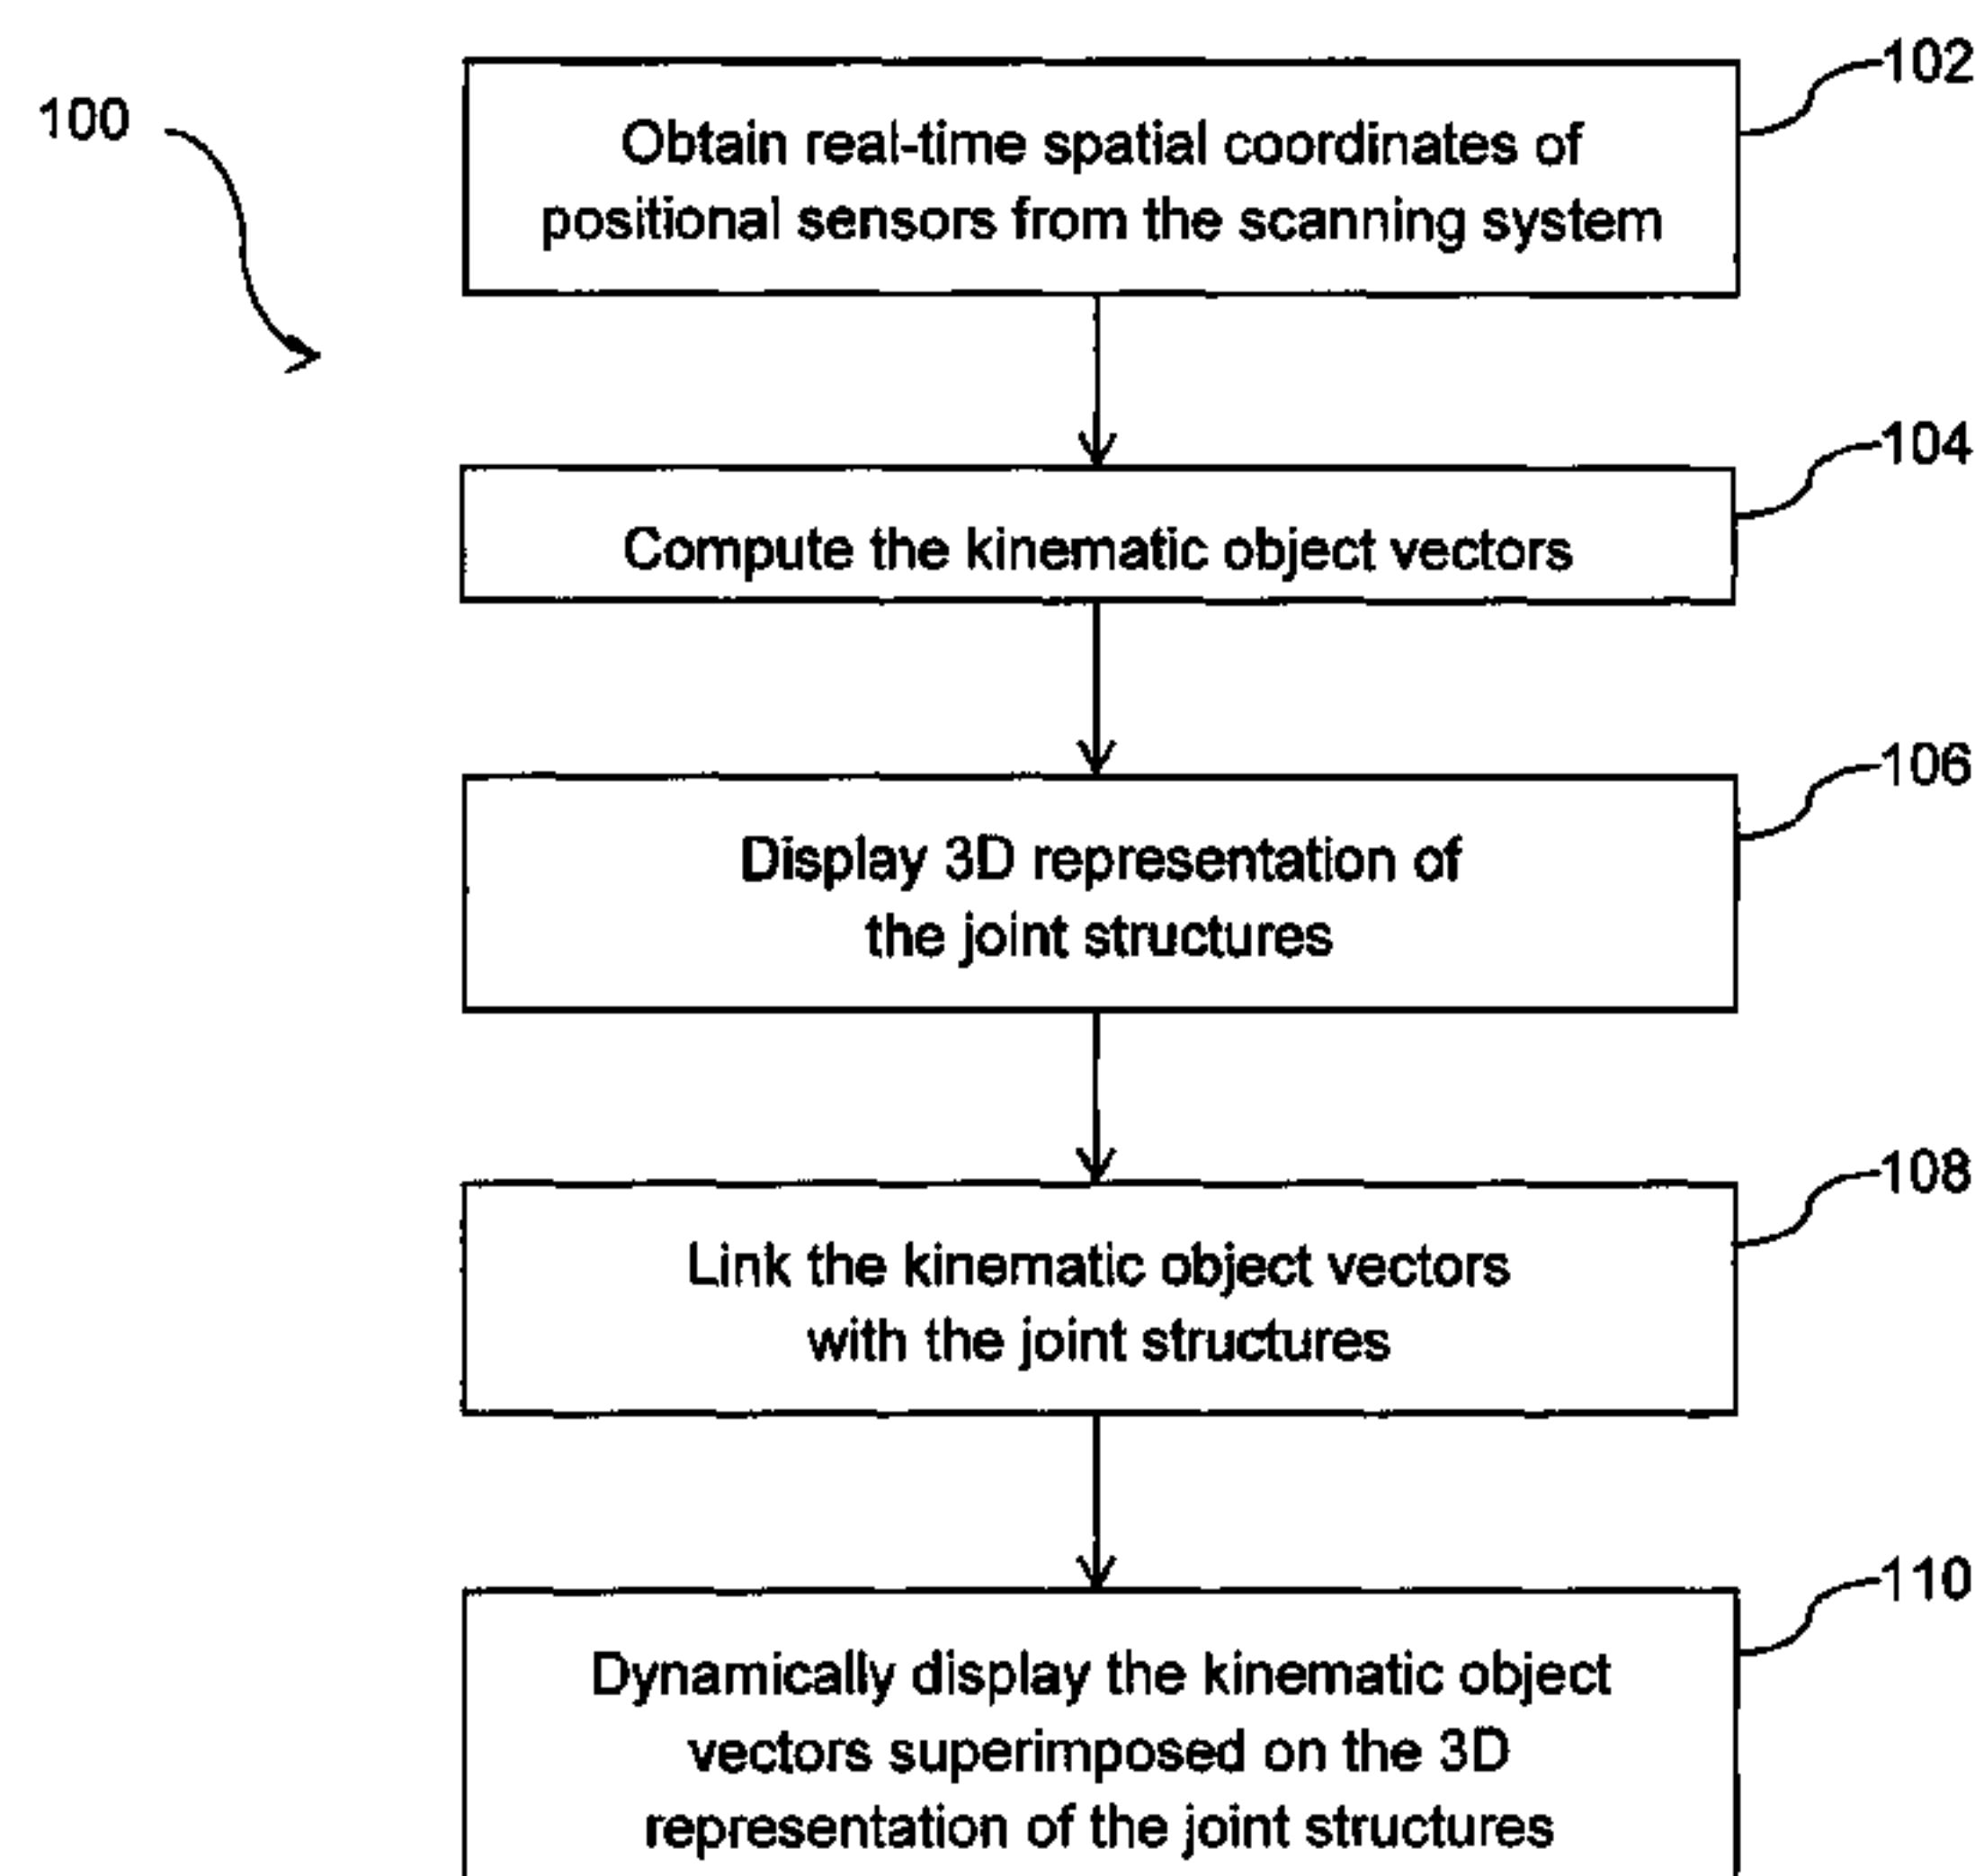 100
102
Obtain real-time spatial coordinates of
positional sensors from the scanning system
104
Compute the kinematic object vectors
106
Display 3D representation of
the joint structures
108
Link the kinematic object vectors
with the joint structures
110
Dynamically display the kinematic object
vectors superimposed on the 3D
representation of the joint structures